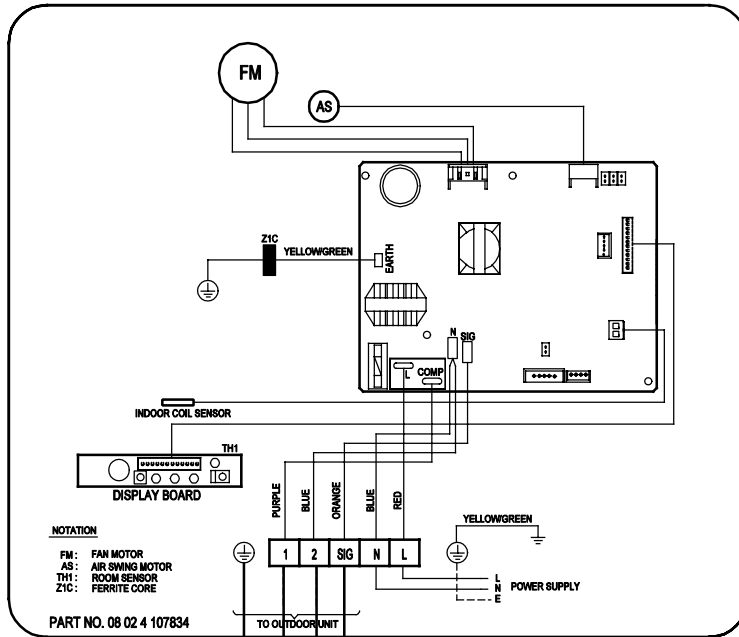 FM
AS
Z1C
YELLOW/GREEN
EARTH
N
SIG
L
COMP
INDOOR COIL SENSOR
TH1
DISPLAY BOARD
PURPLE
BLUE
ORANGE
BLUE
RED
YELLOW/GREEN
NOTATION
FM : FAN MOTOR
AS : AIR SWING MOTOR
TH1 : ROOM SENSOR
Z1C : FERRITE CORE
1 2 SIG N L
L
N POWER SUPPLY
E
TO OUTDOOR UNIT
PART NO. 08 02 4 107834